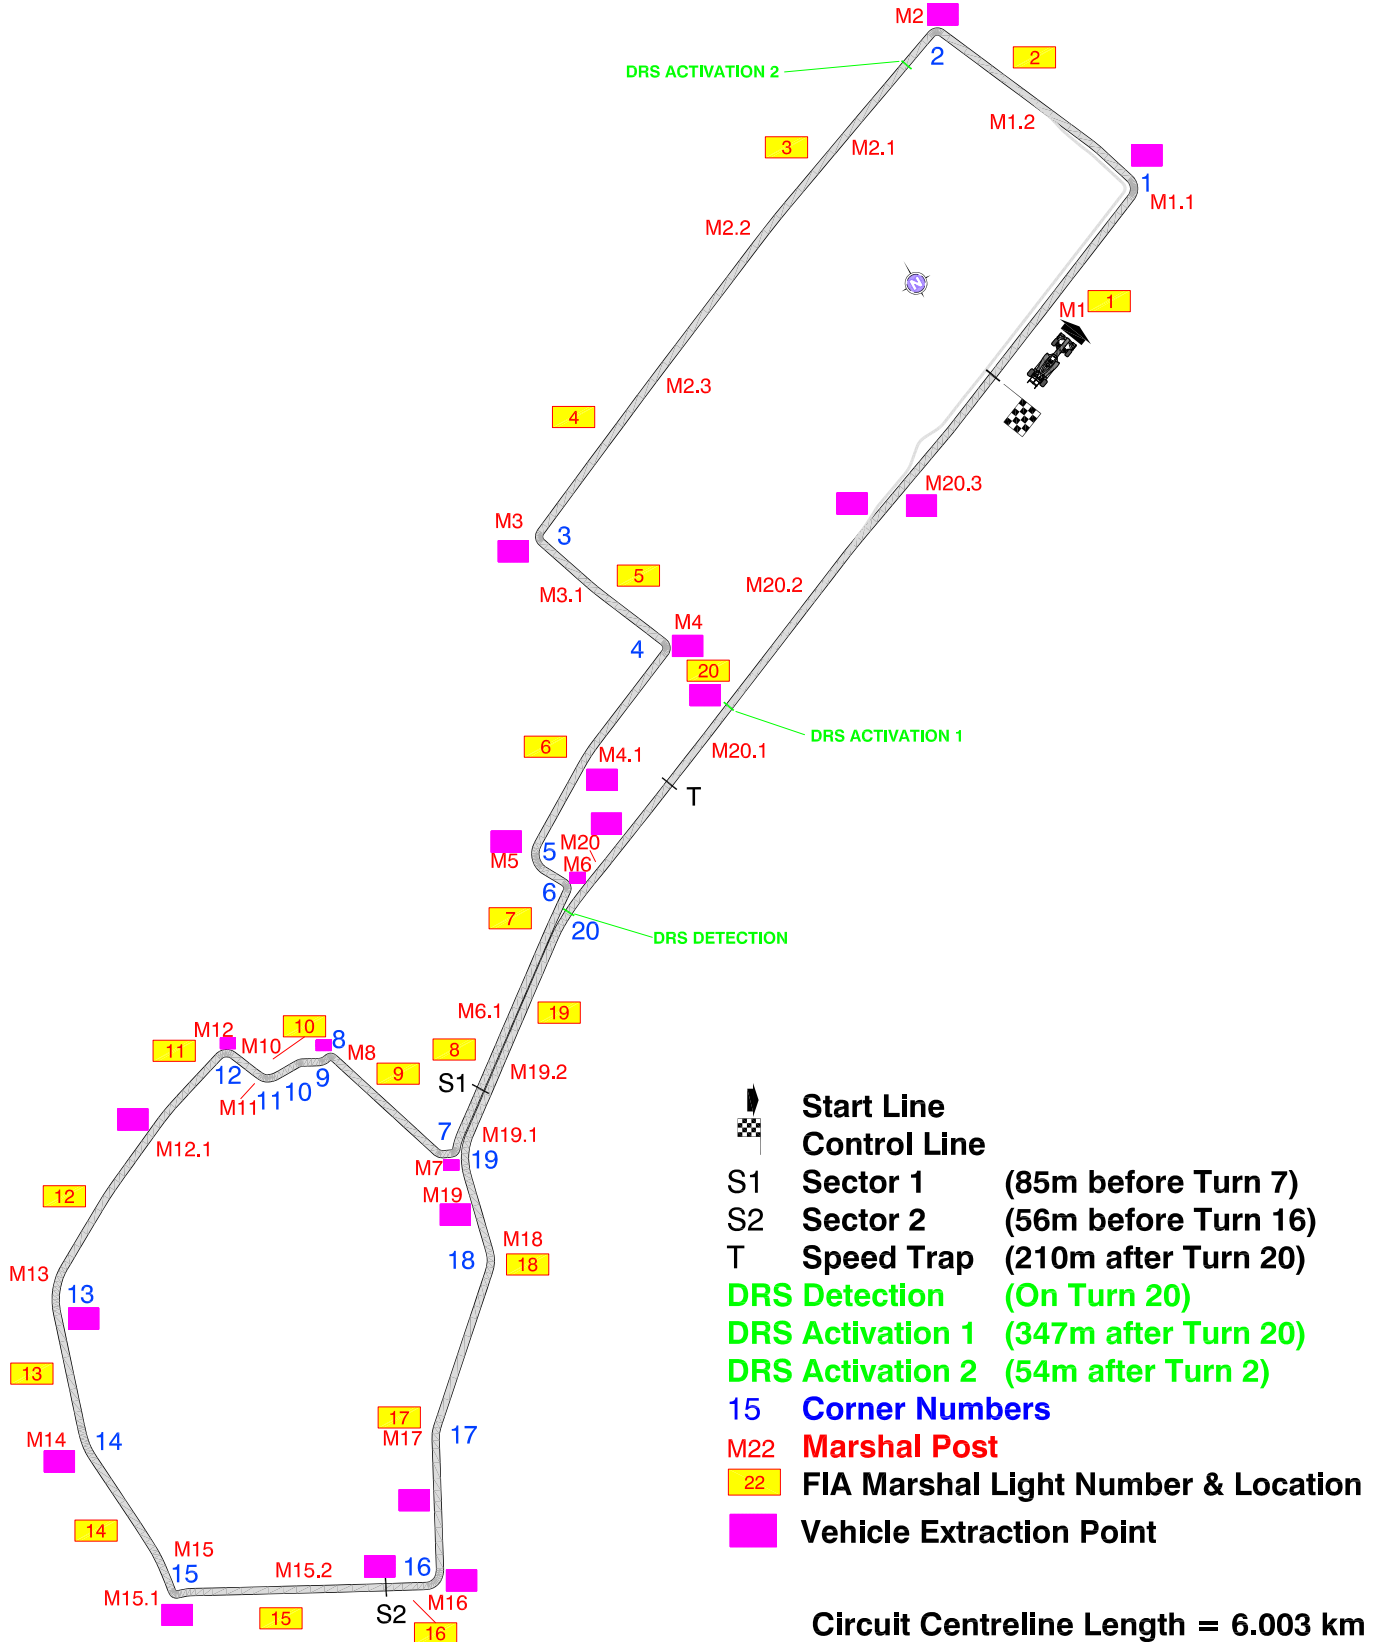 M2
2
2
DRS ACTIVATION 2
M1.2
3
M2.1
1
M1.1
M2.2
N
M1
1
M2.3
4
M20.3
M3
3
5
M20.2
M3.1
M4
4
20
DRS ACTIVATION 1
6
M4.1
M20.1
T
M20
5
M5
M6
6
7
20
DRS DETECTION
M6.1
19
10
M12
8
11
M10
M8
8
12
9
9
M19.2
10
S1
11
M11
7
M19.1
M12.1
M7
19
12
M19
M18
18
18
M13
13
13
17
M14
14
M17
17
14
M15
15
M15.2
16
M15.1
S2
M16
15
16
Start Line
Control Line
S1 Sector 1 (85m before Turn 7)
S2 Sector 2 (56m before Turn 16)
T Speed Trap (210m after Turn 20)
DRS Detection (On Turn 20)
DRS Activation 1 (347m after Turn 20)
DRS Activation 2 (54m after Turn 2)
15 Corner Numbers
M22 Marshal Post
22 FIA Marshal Light Number & Location
Vehicle Extraction Point
Circuit Centreline Length = 6.003 km